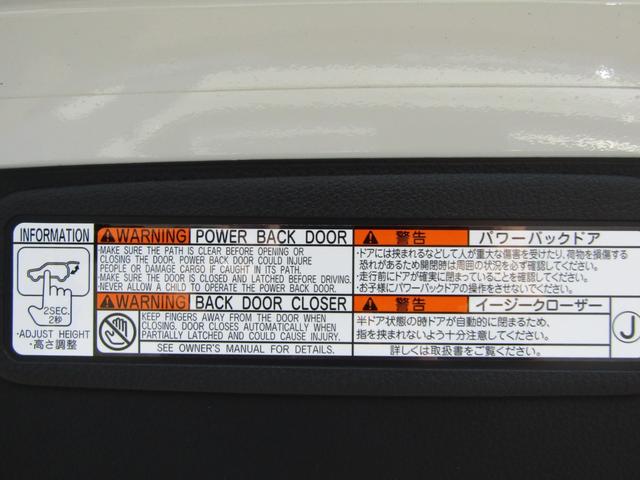 INFORMATION
2SEC.
2秒
・ADJUST HEIGHT
・高さ調整
WARNING POWER BACK DOOR
・MAKE SURE THE PATH IS CLEAR BEFORE OPENING OR
CLOSING THE DOOR. POWER BACK DOOR COULD INJURE
PEOPLE OR DAMAGE CARGO IF CAUGHT IN ITS PATH.
・MAKE SURE THE DOOR IS CLOSED AND LATCHED BEFORE DRIVING.
・NEVER ALLOW A CHILD TO OPERATE THE POWER BACK DOOR.
WARNING BACK DOOR CLOSER
KEEP FINGERS AWAY FROM THE DOOR WHEN
CLOSING. DOOR CLOSES AUTOMATICALLY WHEN
PARTIALLY LATCHED AND COULD CAUSE INJURY.
SEE OWNER'S MANUAL FOR DETAILS.
警告 パワーバックドア
・ドアには挟まれるなどして人が重大な傷害を受けたり、荷物を損傷する
恐れがあるため開閉時は周囲の状況を必ず確認してください。
・走行前にドアが確実に閉まっていることを確認してください。
・お子様にパワーバックドアの操作をさせないでください。
警告 イージークローザー
半ドア状態の時ドアが自動的に閉まるため、
指を挟まれないよう十分注意してください。
詳しくは取扱書をご覧ください。
J